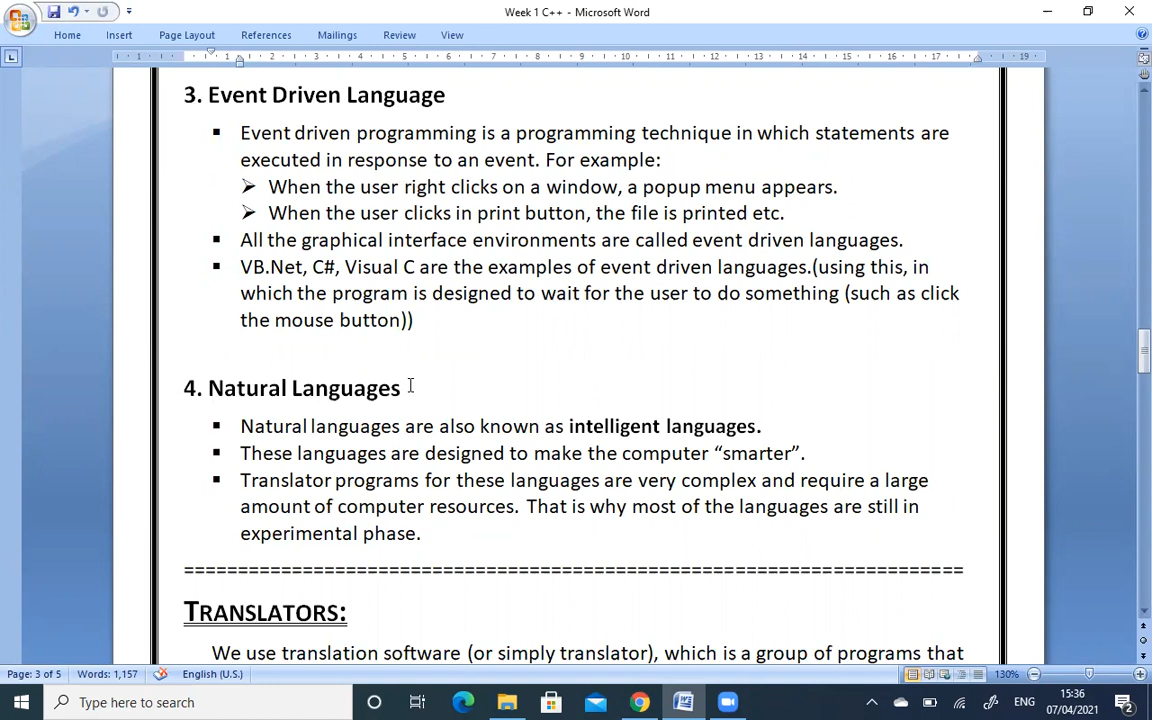 Week 1 C++ - Microsoft Word
Home Insert Page Layout References Mailings Review View
3. Event Driven Language
▪ Event driven programming is a programming technique in which statements are
executed in response to an event. For example:
➢ When the user right clicks on a window, a popup menu appears.
➢ When the user clicks in print button, the file is printed etc.
▪ All the graphical interface environments are called event driven languages.
▪ VB.Net, C#, Visual C are the examples of event driven languages.(using this, in
which the program is designed to wait for the user to do something (such as click
the mouse button))
4. Natural Languages
▪ Natural languages are also known as intelligent languages.
▪ These languages are designed to make the computer “smarter”.
▪ Translator programs for these languages are very complex and require a large
amount of computer resources. That is why most of the languages are still in
experimental phase.
==================================================================
TRANSLATORS:
We use translation software (or simply translator), which is a group of programs that
Page: 3 of 5 Words: 1,157 English (U.S.) 130%
Type here to search ENG 15:36
07/04/2021 2